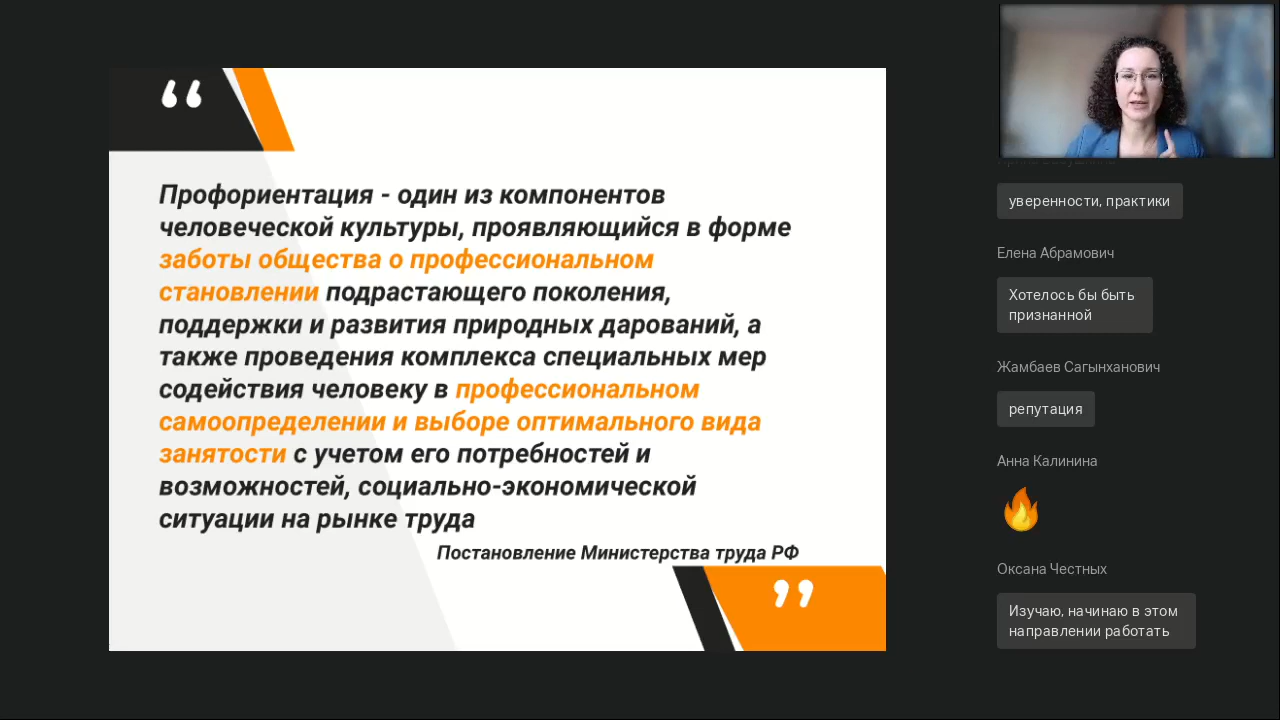 Профориентация - один из компонентов
человеческой культуры, проявляющийся в форме
заботы общества о профессиональном
становлении подрастающего поколения,
поддержки и развития природных дарований, а
также проведения комплекса специальных мер
содействия человеку в профессиональном
самоопределении и выборе оптимального вида
занятости с учетом его потребностей и
возможностей, социально-экономической
ситуации на рынке труда
Постановление Министерства труда РФ
уверенности, практики
Елена Абрамович
Хотелось бы быть
признанной
Жамбаев Сагынханович
репутация
Анна Калинина
Оксана Честных
Изучаю, начинаю в этом
направлении работать